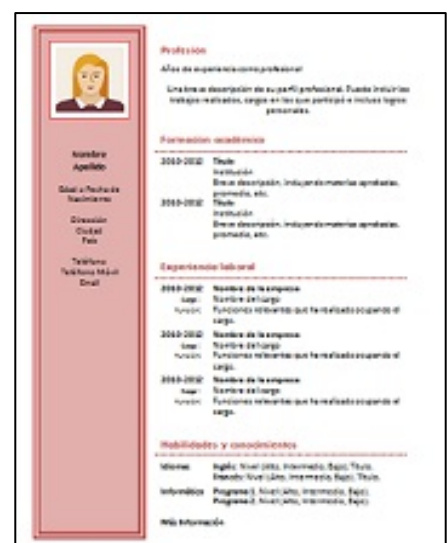 Nombre
Apellido
Edad o Fecha de
Nacimiento
Dirección
Ciudad
País
Teléfono
Teléfono Móvil
Email
Profesion
Años de experiencia como profesional
Una breve descripción de su perfil profesional. Puede incluir los
trabajos realizados, cargos en los que participó e incluso logros
personales.
Formacion académica
2010-2012 Titulo
Institución
Breve descripción, incluyendo materias aprobadas,
promedio, etc.
2010-2012 Titulo
Institución
Breve descripción, incluyendo materias aprobadas,
promedio, etc.
Experiencia laboral
2010-2012 Nombre de la empresa
Cargo: Nombre del cargo
Función: Funciones relevantes que ha realizado ocupando el
cargo.
2010-2012 Nombre de la empresa
Cargo: Nombre del cargo
Función: Funciones relevantes que ha realizado ocupando el
cargo.
2010-2012 Nombre de la empresa
Cargo: Nombre del cargo
Función: Funciones relevantes que ha realizado ocupando el
cargo.
Habilidades y conocimientos
Idiomas Inglés: Nivel (Alto, Intermedio, Bajo); Título.
Francés: Nivel (Alto, Intermedio, Bajo); Título.
Informática Programa 1, Nivel (Alto, Intermedio, Bajo).
Programa 2, Nivel (Alto, Intermedio, Bajo).
Más Información